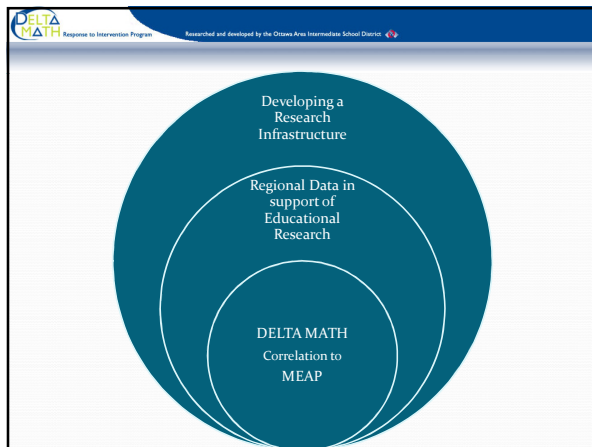 DELTA
MATH Response to Intervention Program Researched and developed by the Ottawa Area Intermediate School District
Developing a
Research
Infrastructure
Regional Data in
support of
Educational
Research
DELTA MATH
Correlation to
MEAP